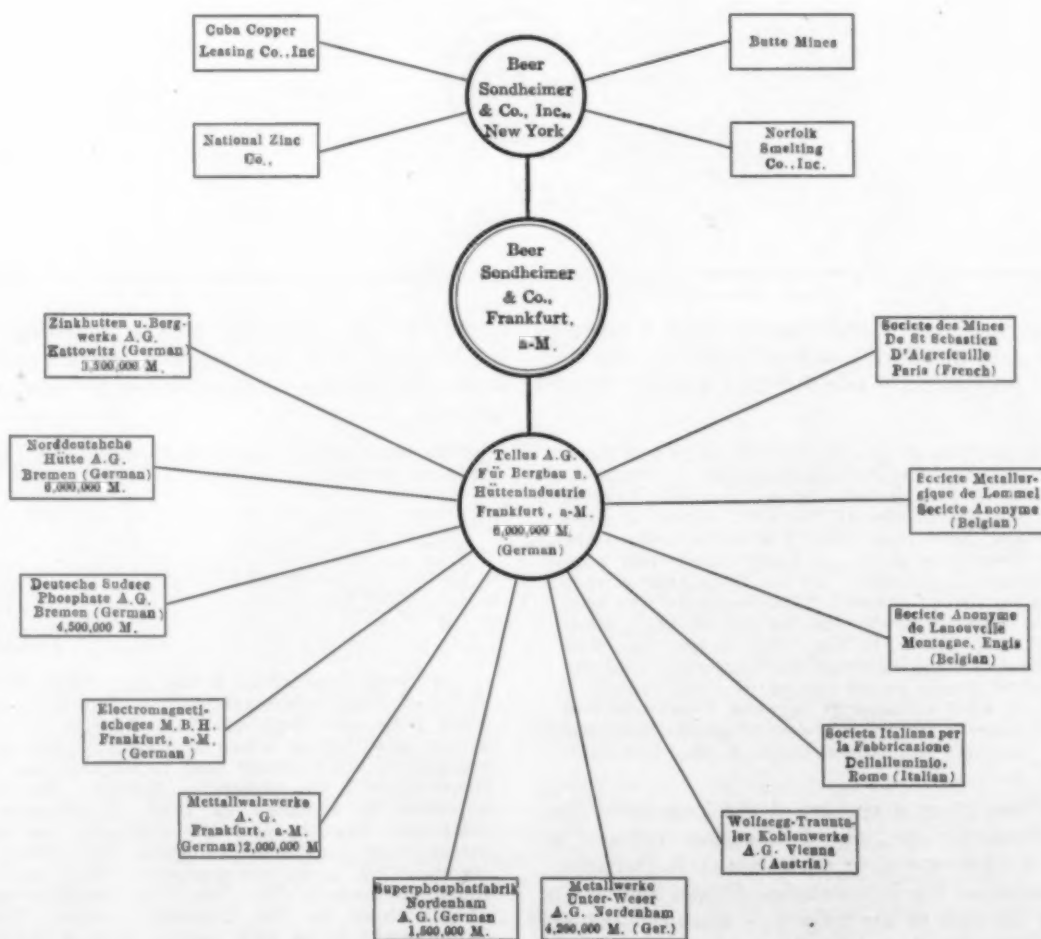 Cuba Copper
Leasing Co., Inc
Butte Mines
Beer
Sondheimer
& Co., Inc.,
New York
National Zinc
Co.,
Norfolk
Smelting
Co., Inc.
Beer
Sondheimer
& Co.,
Frankfurt,
a-M.
Zinkhutten u. Berg-
werks A.G.
Kattowitz (German)
3,500,000 M.
Societe des Mines
De St Sebastien
D'Aigrefeuille
Paris (French)
Norddeutshche
Hütte A.G.
Bremen (German)
6,000,000 M.
Tellus A.G.
Für Bergbau u.
Hüttenindustrie
Frankfurt, a-M.
6,000,000 M.
(German)
Societe Metallur-
gique de Lommel
Societe Anonyme
(Belgian)
Deutsche Sudsee
Phosphate A.G.
Bremen (German)
4,500,000 M.
Societe Anonyme
de Lanouvelle
Montagne, Engis
(Belgian)
Electromagneti-
scheges M.B.H.
Frankfurt, a-M.
(German)
Societa Italiana per
la Fabbricazione
Dellalluminio,
Rome (Italian)
Mettallwalzwerke
A. G.
Frankfurt, a-M.
(German) 2,000,000 M
Wolfsegg-Traunta-
ler Kohlenwerke
A.G. Vienna
(Austria)
Superphosphatfabrik
Nordenham
A.G. (German
1,500,000 M.
Metallwerke
Unter-Weser
A.G. Nordenham
4,200,000 M. (Ger.)